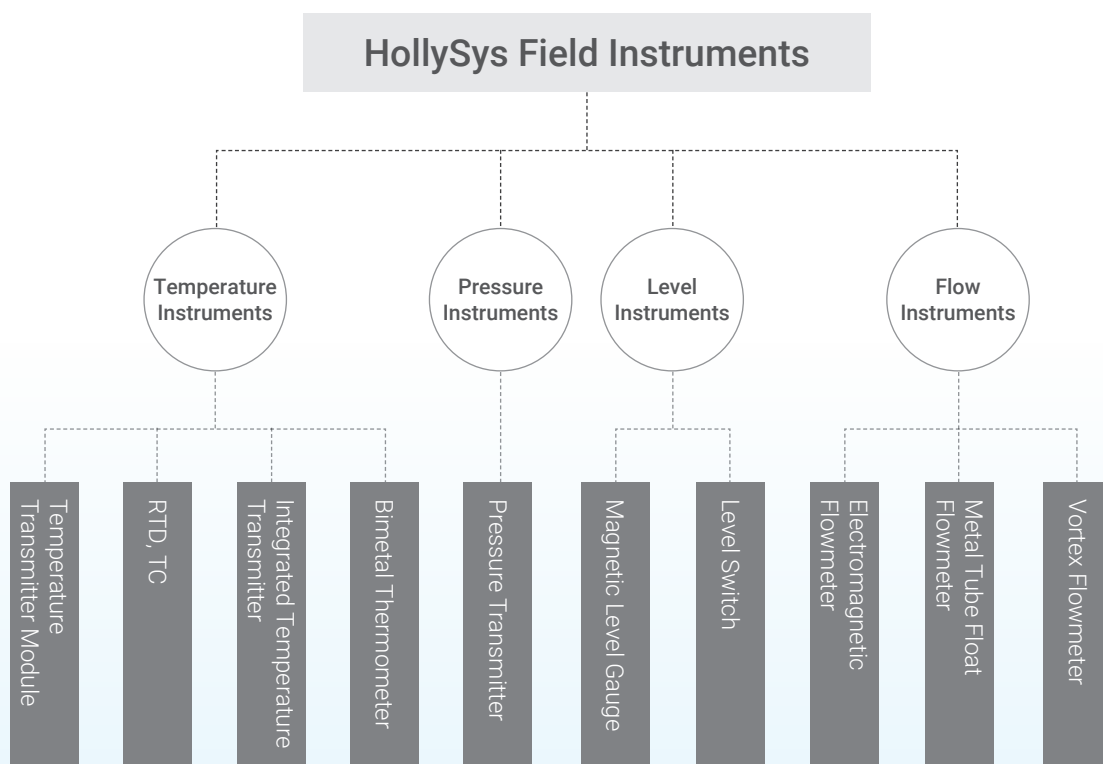 HollySys Field Instruments
Temperature
Instruments
Pressure
Instruments
Level
Instruments
Flow
Instruments
Temperature
Transmitter Module
RTD, TC
Integrated Temperature
Transmitter
Bimetal Thermometer
Pressure Transmitter
Magnetic Level Gauge
Level Switch
Electromagnetic
Flowmeter
Metal Tube Float
Flowmeter
Vortex Flowmeter